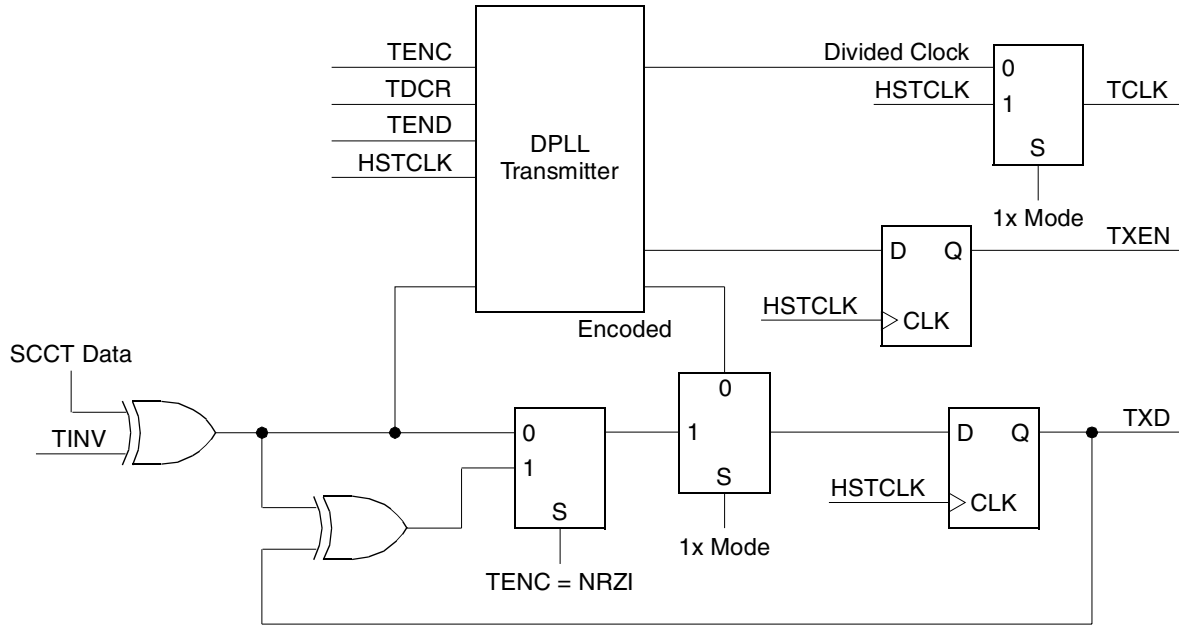 TENC
TDCR
TEND
HSTCLK
DPLL
Transmitter
Divided Clock
HSTCLK
0
1
S
TCLK
1x Mode
TXEN
D
Q
HSTCLK
CLK
Encoded
SCCT Data
TINV
0
1
S
TENC = NRZI
0
1
S
1x Mode
D
Q
TXD
HSTCLK
CLK